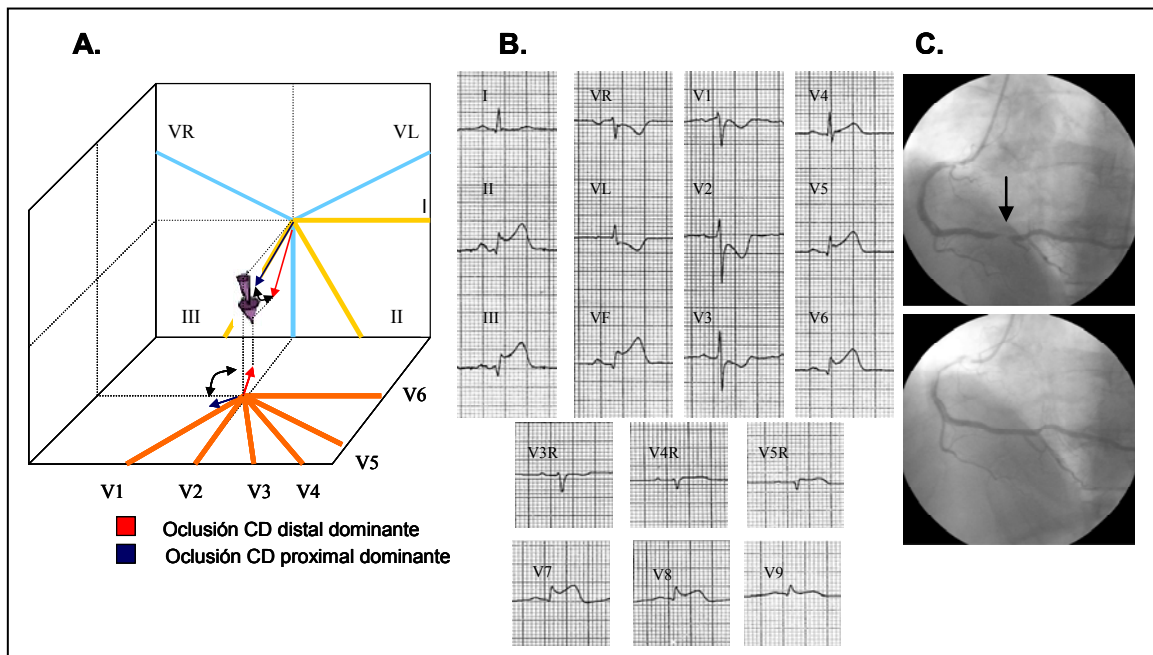 A.
VR
VL
I
III
II
V6
V5
V1 V2 V3 V4
Oclusión CD distal dominante
Oclusión CD proximal dominante
B.
I VR V1 V4
II VL V2 V5
III VF V3 V6
V3R V4R V5R
V7 V8 V9
C.